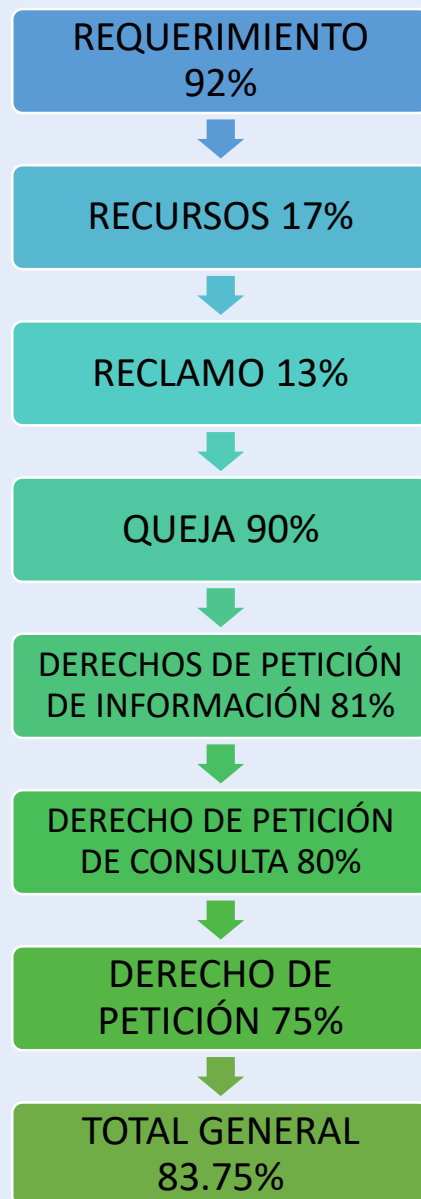 REQUERIMIENTO
92%
RECURSOS 17%
RECLAMO 13%
QUEJA 90%
DERECHOS DE PETICIÓN
DE INFORMACIÓN 81%
DERECHO DE PETICIÓN
DE CONSULTA 80%
DERECHO DE
PETICIÓN 75%
TOTAL GENERAL
83.75%